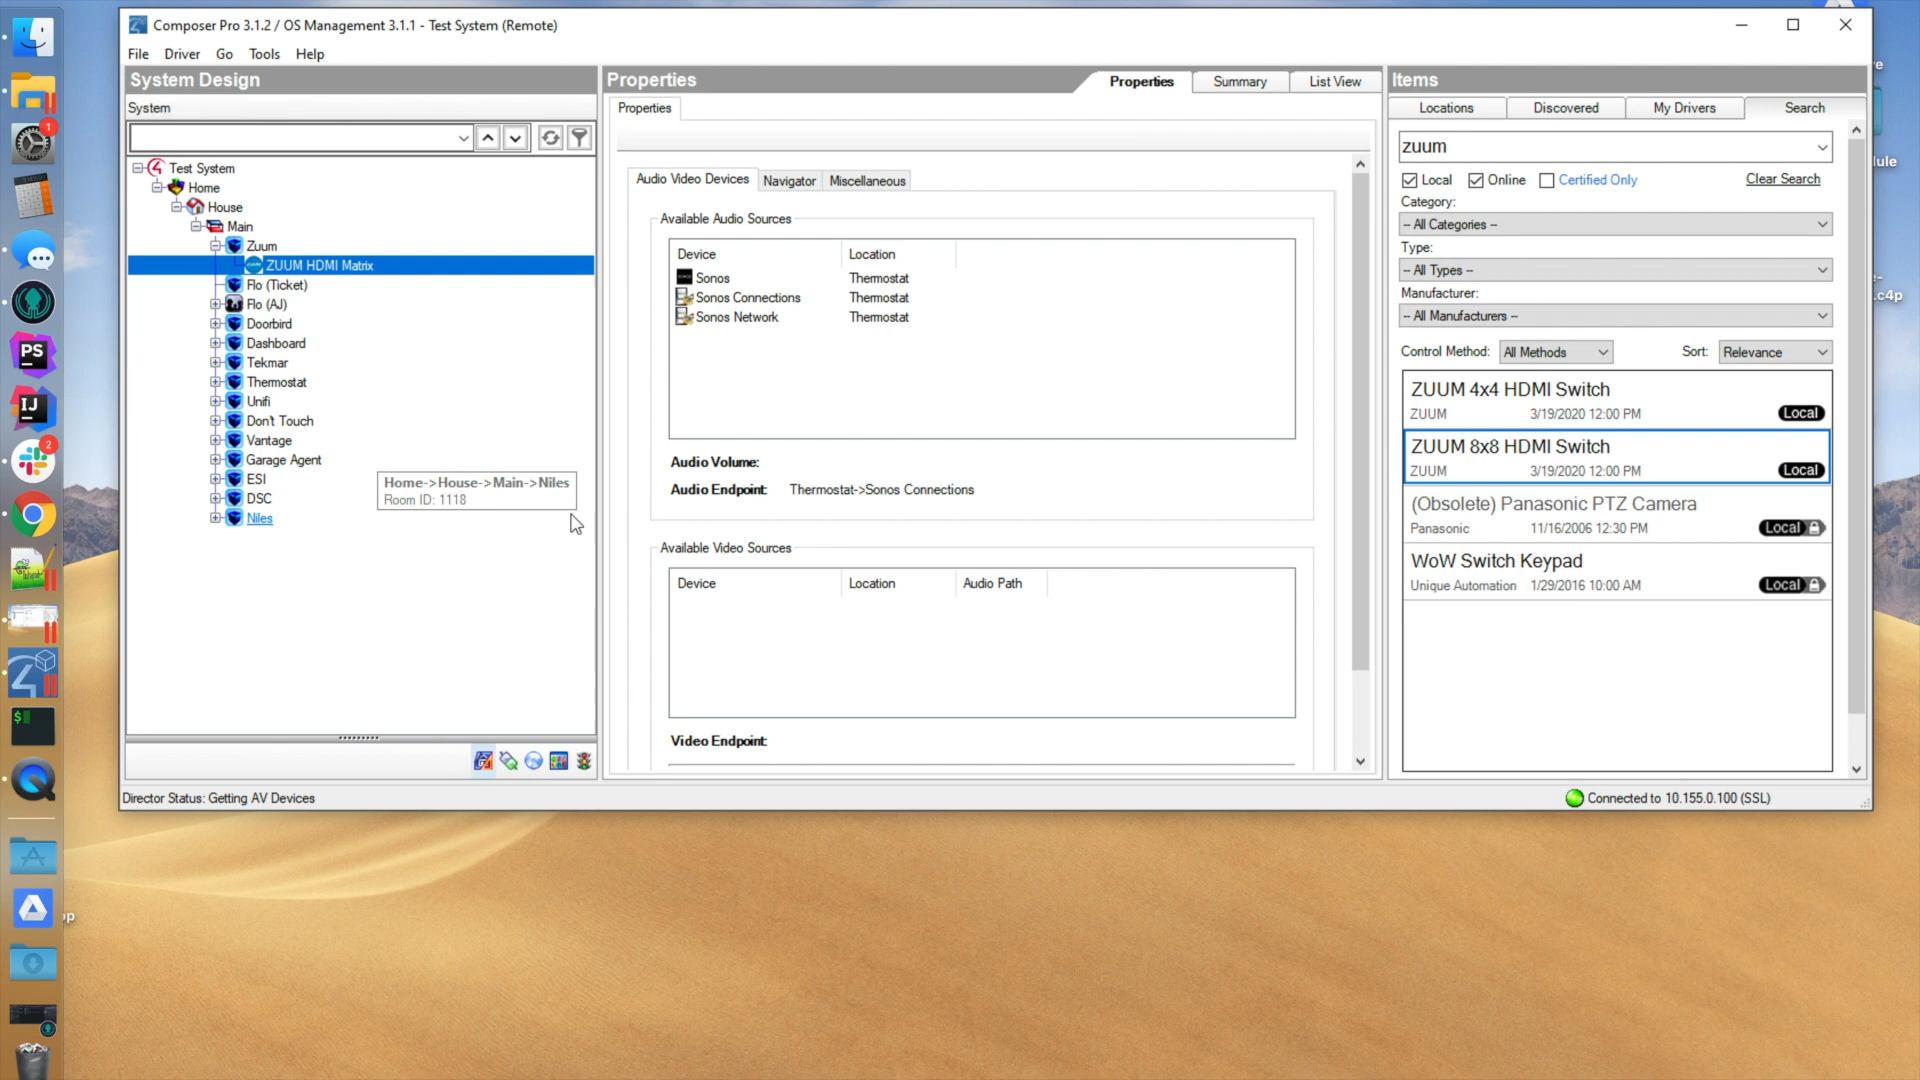 Composer Pro 3.1.2 / OS Management 3.1.1 - Test System (Remote)
File Driver Go Tools Help
System Design
System
Test System
Home
House
Main
Zuum
ZUUM HDMI Matrix
Flo (Ticket)
Flo (AJ)
Doorbird
Dashboard
Tekmar
Thermostat
Unifi
Don't Touch
Vantage
Garage Agent
ESI
DSC
Niles
Home->House->Main->Niles
Room ID: 1118
Director Status: Getting AV Devices
Properties
Properties Summary List View
Properties
Audio Video Devices Navigator Miscellaneous
Available Audio Sources
Device Location
Sonos Thermostat
Sonos Connections Thermostat
Sonos Network Thermostat
Audio Volume:
Audio Endpoint: Thermostat->Sonos Connections
Available Video Sources
Device Location Audio Path
Video Endpoint:
Items
Locations Discovered My Drivers Search
zuum
Local Online Certified Only Clear Search
Category:
-- All Categories --
Type:
-- All Types --
Manufacturer:
-- All Manufacturers --
Control Method: All Methods Sort: Relevance
ZUUM 4x4 HDMI Switch
ZUUM 3/19/2020 12:00 PM Local
ZUUM 8x8 HDMI Switch
ZUUM 3/19/2020 12:00 PM Local
(Obsolete) Panasonic PTZ Camera
Panasonic 11/16/2006 12:30 PM Local
WoW Switch Keypad
Unique Automation 1/29/2016 10:00 AM Local
Connected to 10.155.0.100 (SSL)
1
PS
IJ
2
$
op
re
lule
e-
.c4p